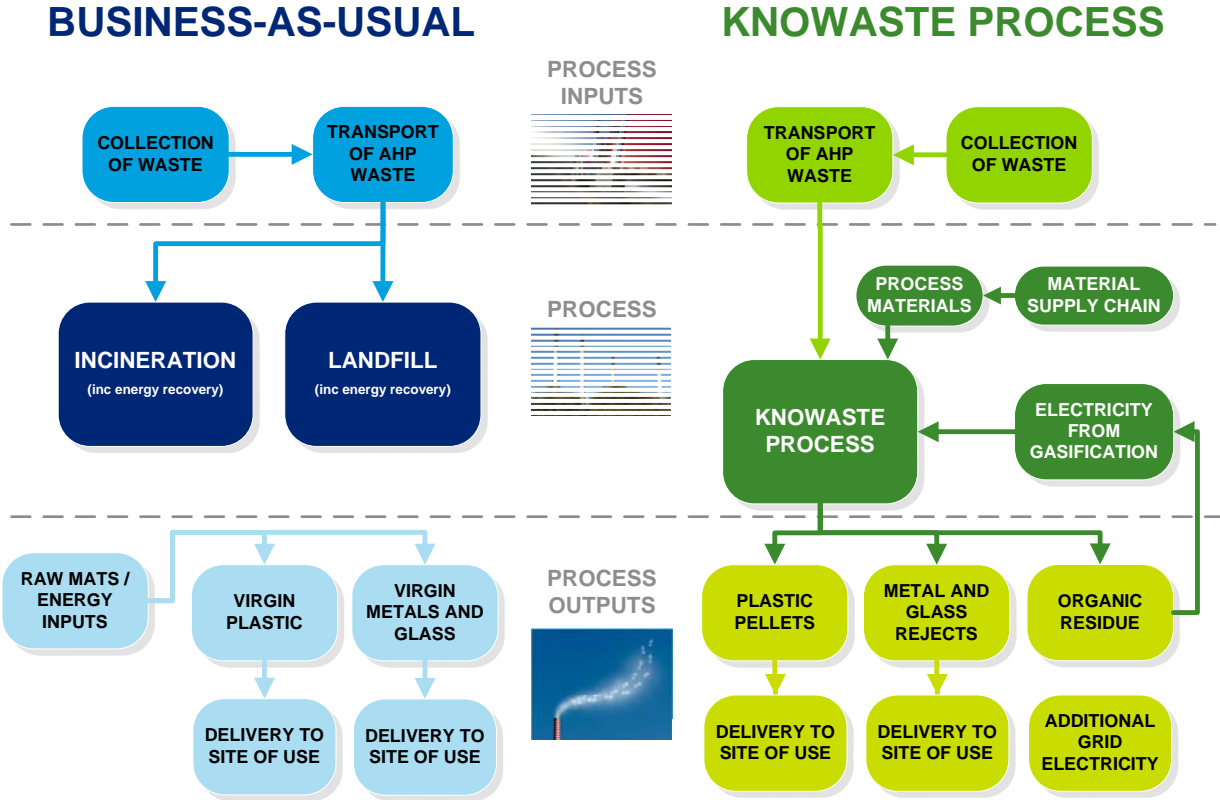 BUSINESS-AS-USUAL
KNOWASTE PROCESS
PROCESS
INPUTS
COLLECTION
OF WASTE
TRANSPORT
OF AHP
WASTE
TRANSPORT
OF AHP
WASTE
COLLECTION
OF WASTE
PROCESS
INCINERATION
(inc energy recovery)
LANDFILL
(inc energy recovery)
PROCESS
MATERIALS
MATERIAL
SUPPLY CHAIN
KNOWASTE
PROCESS
ELECTRICITY
FROM
GASIFICATION
PROCESS
OUTPUTS
RAW MATS /
ENERGY
INPUTS
VIRGIN
PLASTIC
VIRGIN
METALS AND
GLASS
PLASTIC
PELLETS
METAL AND
GLASS
REJECTS
ORGANIC
RESIDUE
DELIVERY TO
SITE OF USE
DELIVERY TO
SITE OF USE
DELIVERY TO
SITE OF USE
DELIVERY TO
SITE OF USE
ADDITIONAL
GRID
ELECTRICITY